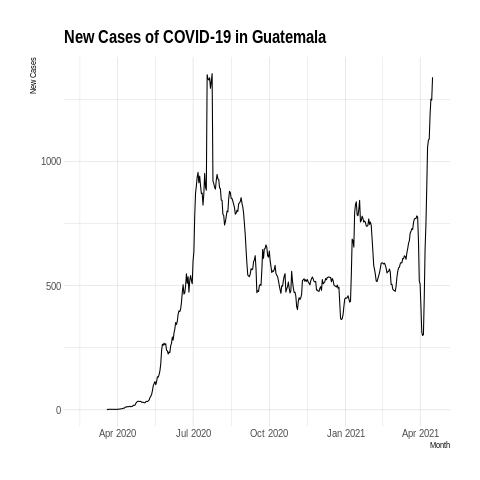 New Cases of COVID-19 in Guatemala
New Cases
1000
500
0
Apr 2020
Jul 2020
Oct 2020
Jan 2021
Apr 2021
Month